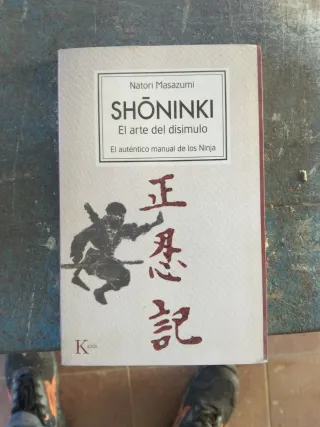 Natori Masazumi
SHŌNINKI
El arte del disimulo
El auténtico manual de los Ninja
正
忍
記
K